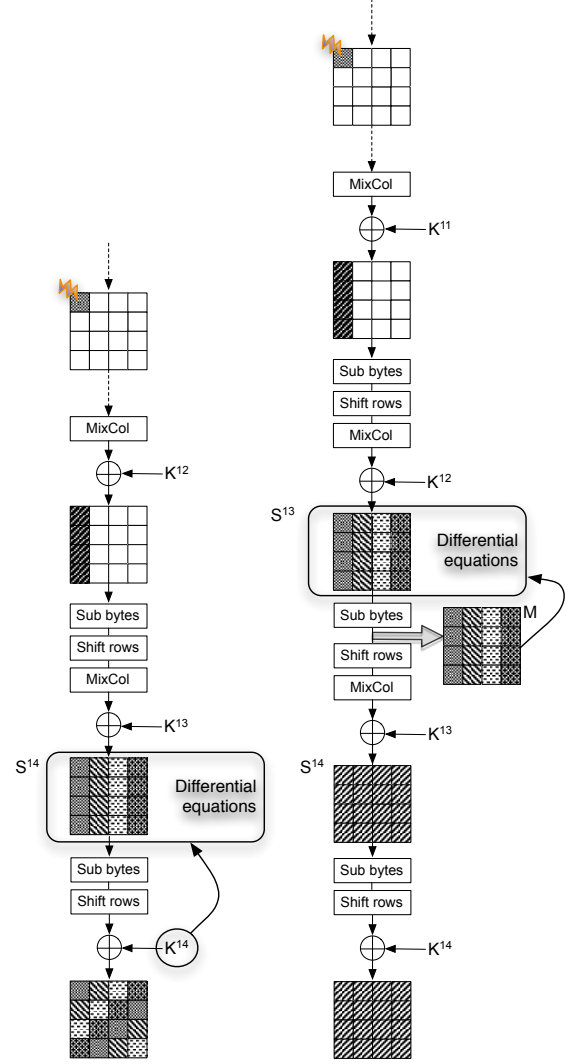 MixCol
K12
Sub bytes
Shift rows
MixCol
K13
S14
Differential
equations
Sub bytes
Shift rows
K14
MixCol
K11
Sub bytes
Shift rows
MixCol
K12
S13
Differential
equations
Sub bytes
M
Shift rows
MixCol
K13
S14
Sub bytes
Shift rows
K14